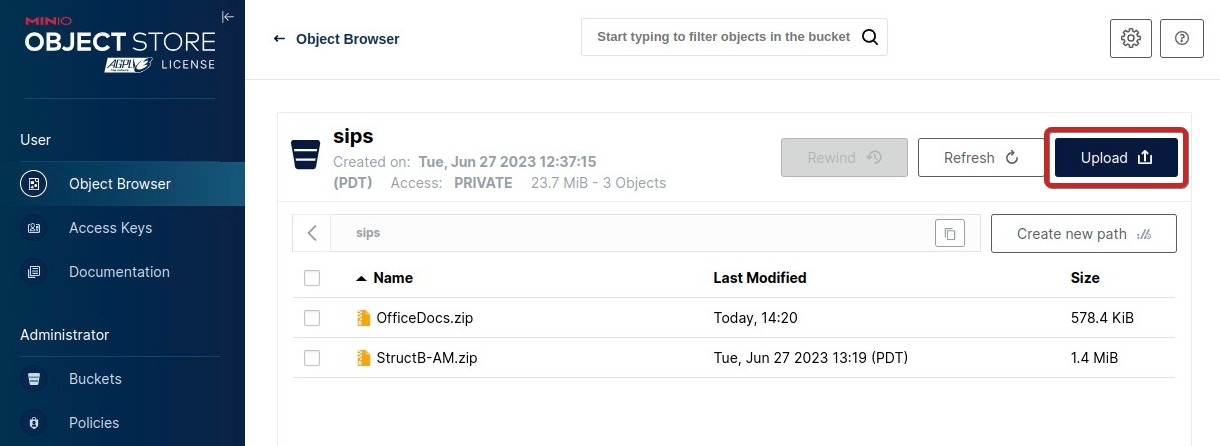 MINIO
OBJECT STORE
AGPLv3 LICENSE
User
Object Browser
Access Keys
Documentation
Administrator
Buckets
Policies
Object Browser
Start typing to filter objects in the bucket
sips
Created on: Tue, Jun 27 2023 12:37:15
(PDT) Access: PRIVATE 23.7 MiB - 3 Objects
Rewind
Refresh
Upload
sips
Create new path
Name Last Modified Size
OfficeDocs.zip Today, 14:20 578.4 KiB
StructB-AM.zip Tue, Jun 27 2023 13:19 (PDT) 1.4 MiB